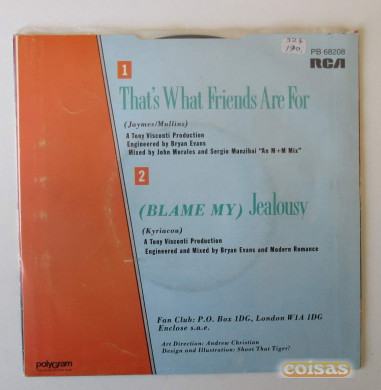 PB 68208
RCA
1
That's What Friends Are For
(Jaymes/Mullins)
A Tony Visconti Production
Engineered by Bryan Evans
Mixed by John Morales and Sergio Munzibai "An M+M Mix"
2
(BLAME MY) Jealousy
(Kyriacou)
A Tony Visconti Production
Engineered and Mixed by Bryan Evans and Modern Romance
Fan Club: P.O. Box 1DG, London W1A 1DG
Enclose s.a.e.
Art Direction: Andrew Christian
Design and Illustration: Shoot That Tiger!
polygram
coisas